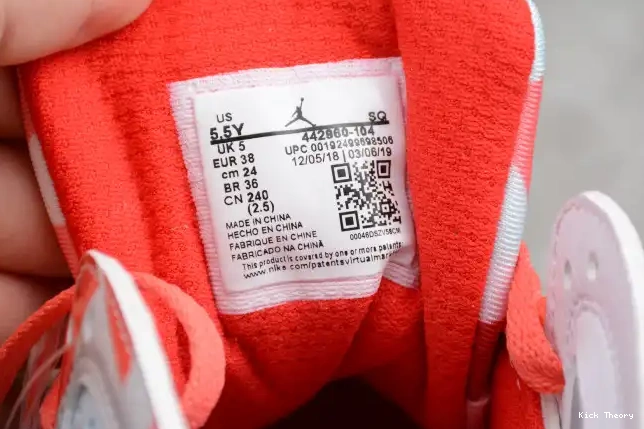 US
SQ
5.5Y
442860-104
UK 5
UPC 00192499698506
EUR 38
12/05/18 | 03/06/19
cm 24
BR 36
CN 240
(2.5)
MADE IN CHINA
HECHO EN CHINA
FABRIQUE EN CHINE
FABRICADO NA CHINA
00048DSZV58CM
This product is covered by one or more patents.
www.nike.com/patentsvirtualmar
Kick Theory